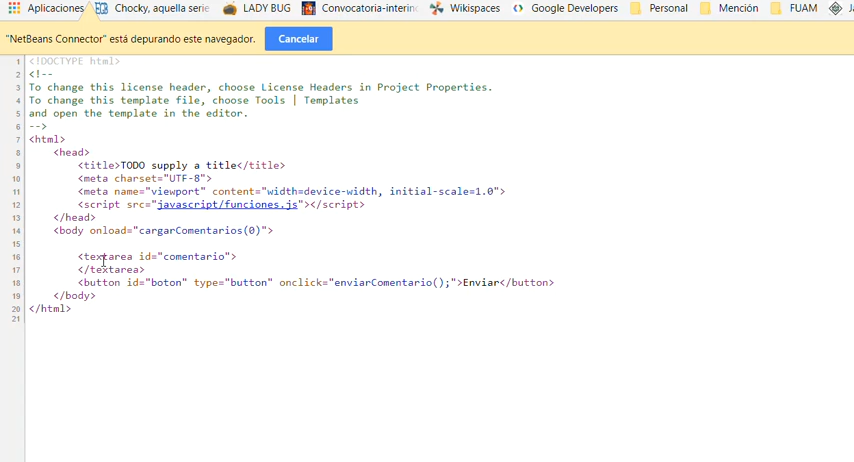 Aplicaciones Chocky, aquella serie LADY BUG Convocatoria-interin Wikispaces Google Developers Personal Mención FUAM
"NetBeans Connector" está depurando este navegador. Cancelar
1 <!DOCTYPE html>
2 <!--
3 To change this license header, choose License Headers in Project Properties.
4 To change this template file, choose Tools | Templates
5 and open the template in the editor.
6 -->
7 <html>
8 <head>
9 <title>TODO supply a title</title>
10 <meta charset="UTF-8">
11 <meta name="viewport" content="width=device-width, initial-scale=1.0">
12 <script src="javascript/funciones.js"></script>
13 </head>
14 <body onload="cargarComentarios(0)">
15
16 <textarea id="comentario">
17 </textarea>
18 <button id="boton" type="button" onclick="enviarComentario();">Enviar</button>
19 </body>
20 </html>
21